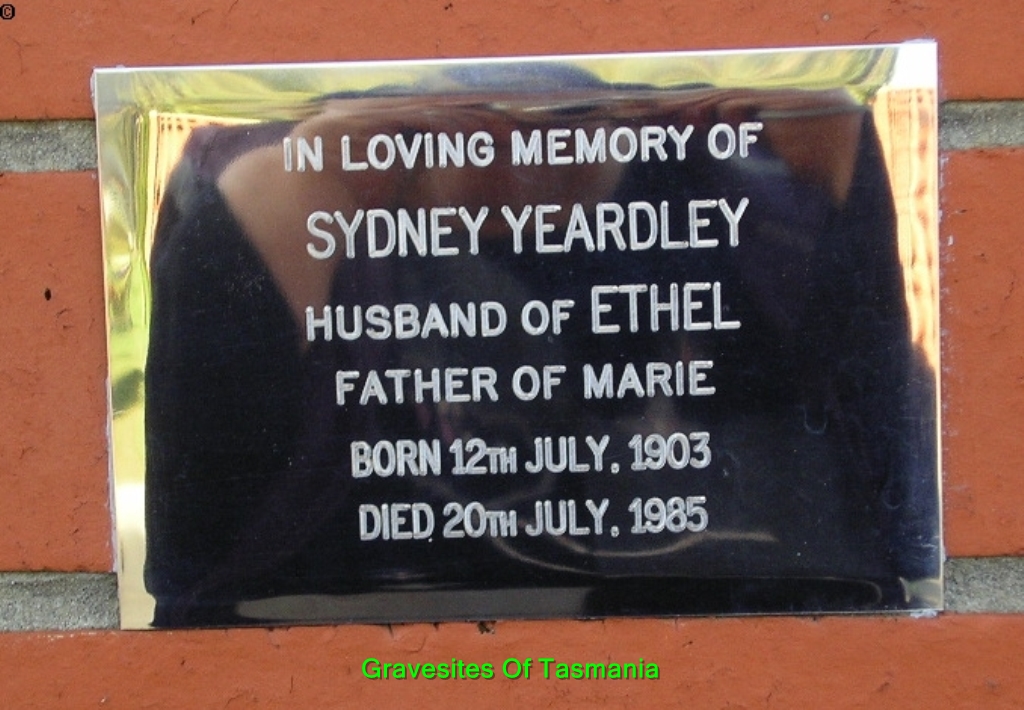 ©
IN LOVING MEMORY OF
SYDNEY YEARDLEY
HUSBAND OF ETHEL
FATHER OF MARIE
BORN 12TH JULY, 1903
DIED 20TH JULY, 1985
Gravesites Of Tasmania